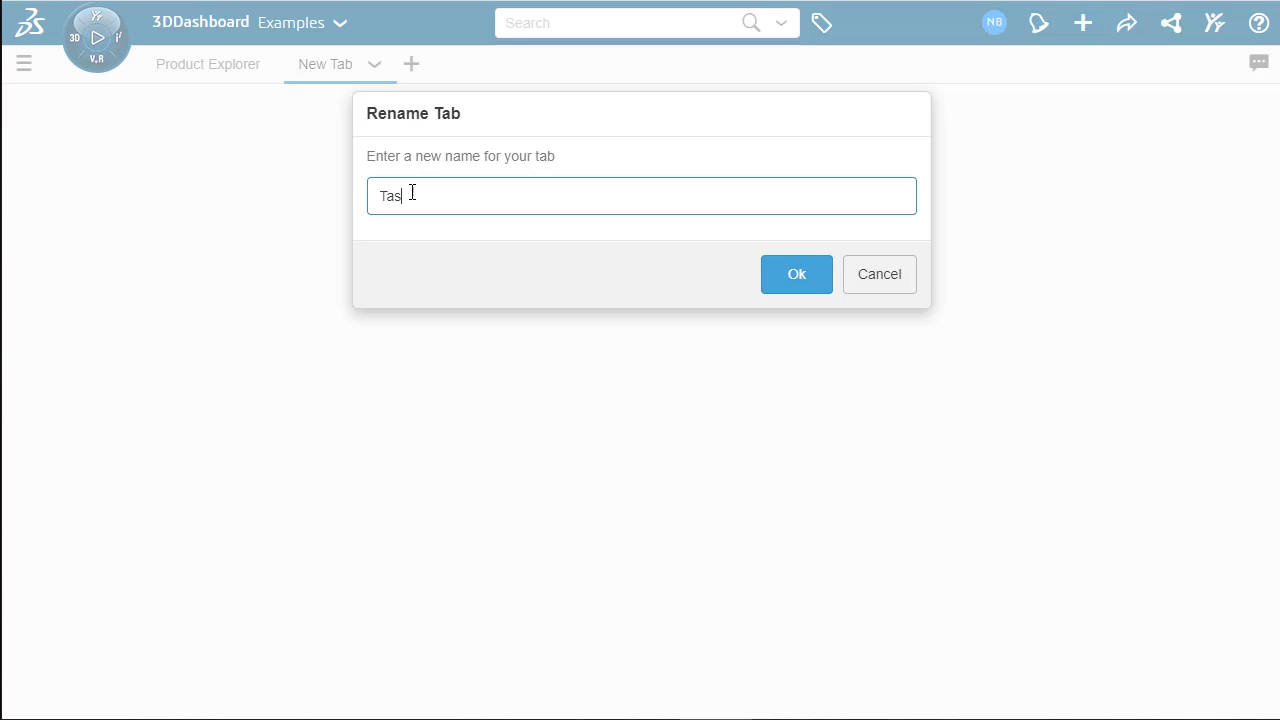 3DDashboard Examples
Search
NB
3D
V.R
Product Explorer
New Tab
Rename Tab
Enter a new name for your tab
Tas
Ok
Cancel